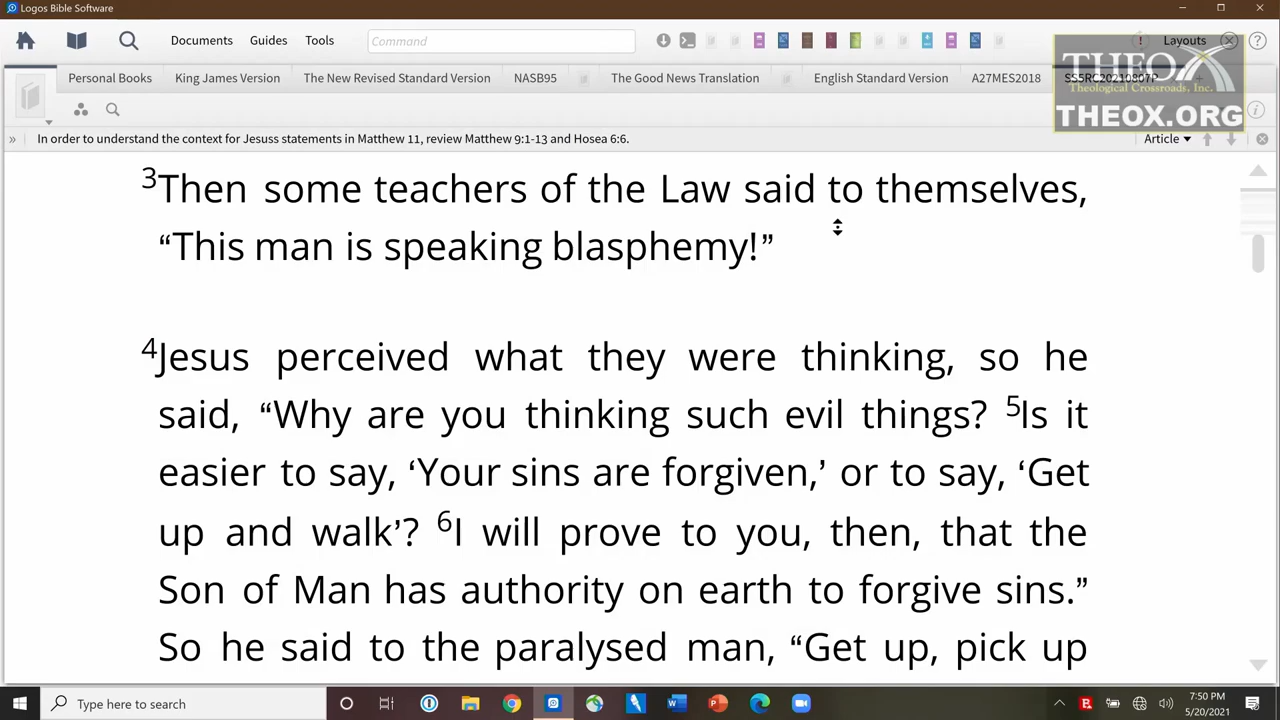 Logos Bible Software
Documents Guides Tools Command Layouts
Personal Books King James Version The New Revised Standard Version NASB95 The Good News Translation English Standard Version A27MES2018 SS5RC20210807P
THEOX
Theological Crossroads, Inc.
THEOX.ORG
In order to understand the context for Jesuss statements in Matthew 11, review Matthew 9:1-13 and Hosea 6:6. Article
3Then some teachers of the Law said to themselves,
“This man is speaking blasphemy!”
4Jesus perceived what they were thinking, so he
said, “Why are you thinking such evil things? 5Is it
easier to say, ‘Your sins are forgiven,’ or to say, ‘Get
up and walk’? 6I will prove to you, then, that the
Son of Man has authority on earth to forgive sins.”
So he said to the paralysed man, “Get up, pick up
Type here to search
7:50 PM
5/20/2021